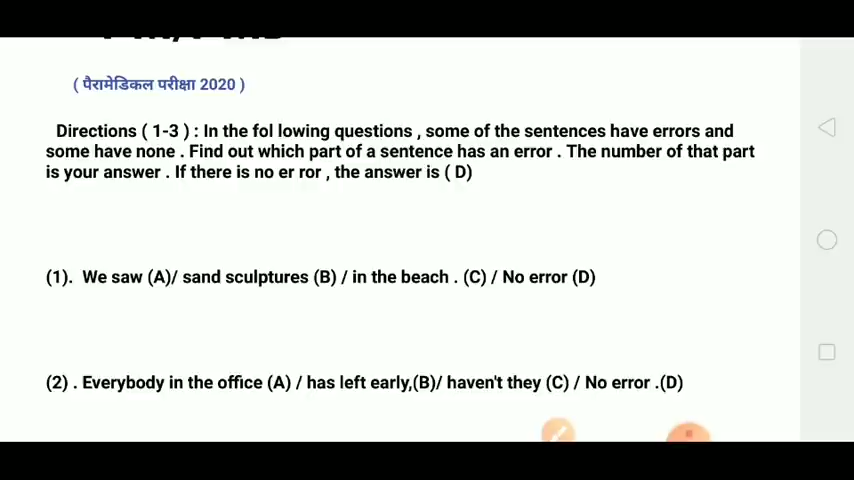 ( पैरामेडिकल परीक्षा 2020 )
Directions ( 1-3 ) : In the fol lowing questions , some of the sentences have errors and
some have none . Find out which part of a sentence has an error . The number of that part
is your answer . If there is no er ror , the answer is ( D)
(1). We saw (A)/ sand sculptures (B) / in the beach . (C) / No error (D)
(2) . Everybody in the office (A) / has left early,(B)/ haven't they (C) / No error .(D)